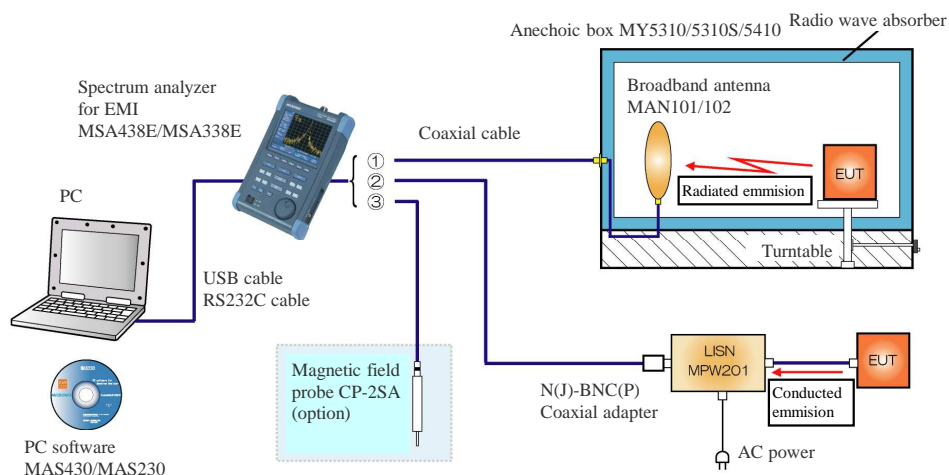 Anechoic box MY5310/5310S/5410
Radio wave absorber
Spectrum analyzer
for EMI
MSA438E/MSA338E
Broadband antenna
MAN101/102
Coaxial cable
①
②
③
EUT
Radiated emmision
Turntable
PC
USB cable
RS232C cable
Magnetic field
probe CP-2SA
(option)
N(J)-BNC(P)
Coaxial adapter
LISN
MPW201
EUT
Conducted
emmision
AC power
PC software
MAS430/MAS230